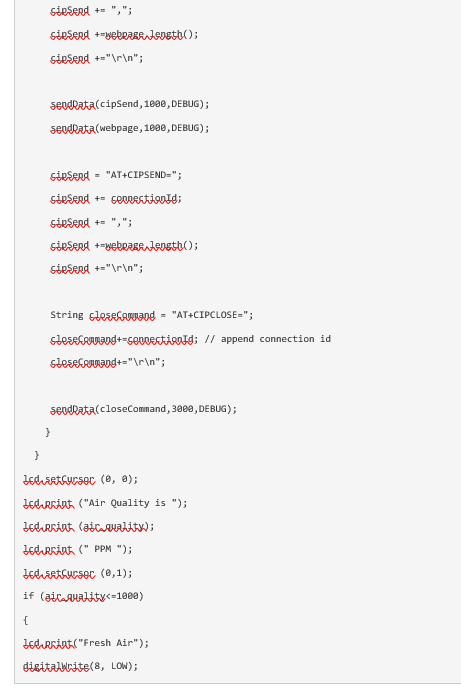 cipSend += ",";
cipSend +=webpage.length();
cipSend +="\r\n";
sendData(cipSend,1000,DEBUG);
sendData(webpage,1000,DEBUG);
cipSend = "AT+CIPSEND=";
cipSend += connectionId;
cipSend += ",";
cipSend +=webpage.length();
cipSend +="\r\n";
String closeCommand = "AT+CIPCLOSE=";
closeCommand+=connectionId; // append connection id
closeCommand+="\r\n";
sendData(closeCommand,3000,DEBUG);
}
}
lcd.setCursor (0, 0);
lcd.print ("Air Quality is ");
lcd.print (air_quality);
lcd.print (" PPM ");
lcd.setCursor (0,1);
if (air_quality<=1000)
{
lcd.print("Fresh Air");
digitalWrite(8, LOW);